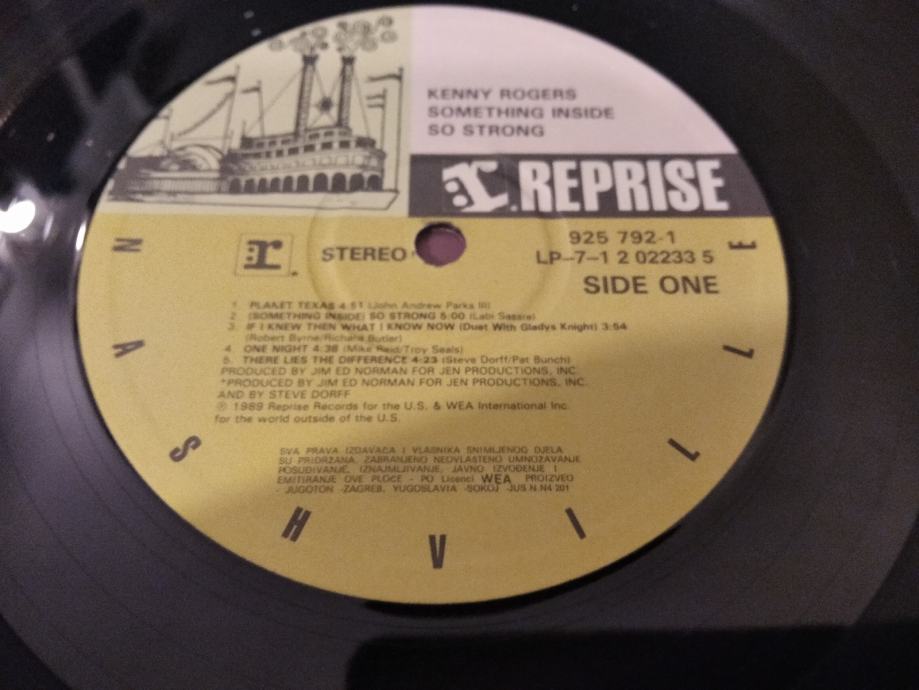 KENNY ROGERS
SOMETHING INSIDE
SO STRONG
r.REPRISE
r. STEREO
925 792-1
LP-7-1 2 02233 5
SIDE ONE
1. PLANET TEXAS 4:51 (John Andrew Parks III)
2. (SOMETHING INSIDE) SO STRONG 5:00 (Labi Sassre)
3. IF I KNEW THEN WHAT I KNOW NOW (Duet With Gladys Knight) 3:54
(Robert Byrne/Richard Butler)
4. ONE NIGHT 4:38 (Mike Reid/Troy Seals)
5. THERE LIES THE DIFFERENCE 4:23 (Steve Dorff/Pat Bunch)
PRODUCED BY JIM ED NORMAN FOR JEN PRODUCTIONS, INC.
*PRODUCED BY JIM ED NORMAN FOR JEN PRODUCTIONS, INC.
AND BY STEVE DORFF
℗ 1989 Reprise Records for the U.S. & WEA International Inc.
for the world outside of the U.S.
SVA PRAVA IZDAVAČA I VLASNIKA SNIMLJENOG DJELA
SU PRIDRŽANA. ZABRANJENO NEOVLAŠTENO UMNOŽAVANJE
POSUĐIVANJE, IZNAJMLJIVANJE, JAVNO IZVOĐENJE I
EMITIRANJE OVE PLOČE - PO Licenci WEA PROIZVEO
- JUGOTON -ZAGREB, YUGOSLAVIA -SOKOJ -JUS N.N4 201
NASHVILLE